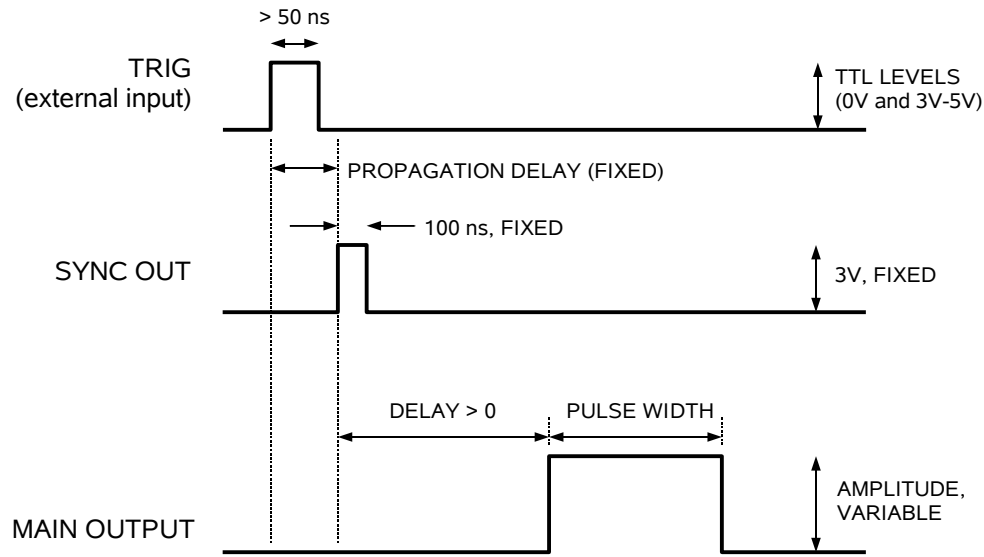 > 50 ns
TRIG
(external input)
TTL LEVELS
(0V and 3V-5V)
PROPAGATION DELAY (FIXED)
100 ns, FIXED
SYNC OUT
3V, FIXED
DELAY > 0
PULSE WIDTH
AMPLITUDE,
VARIABLE
MAIN OUTPUT